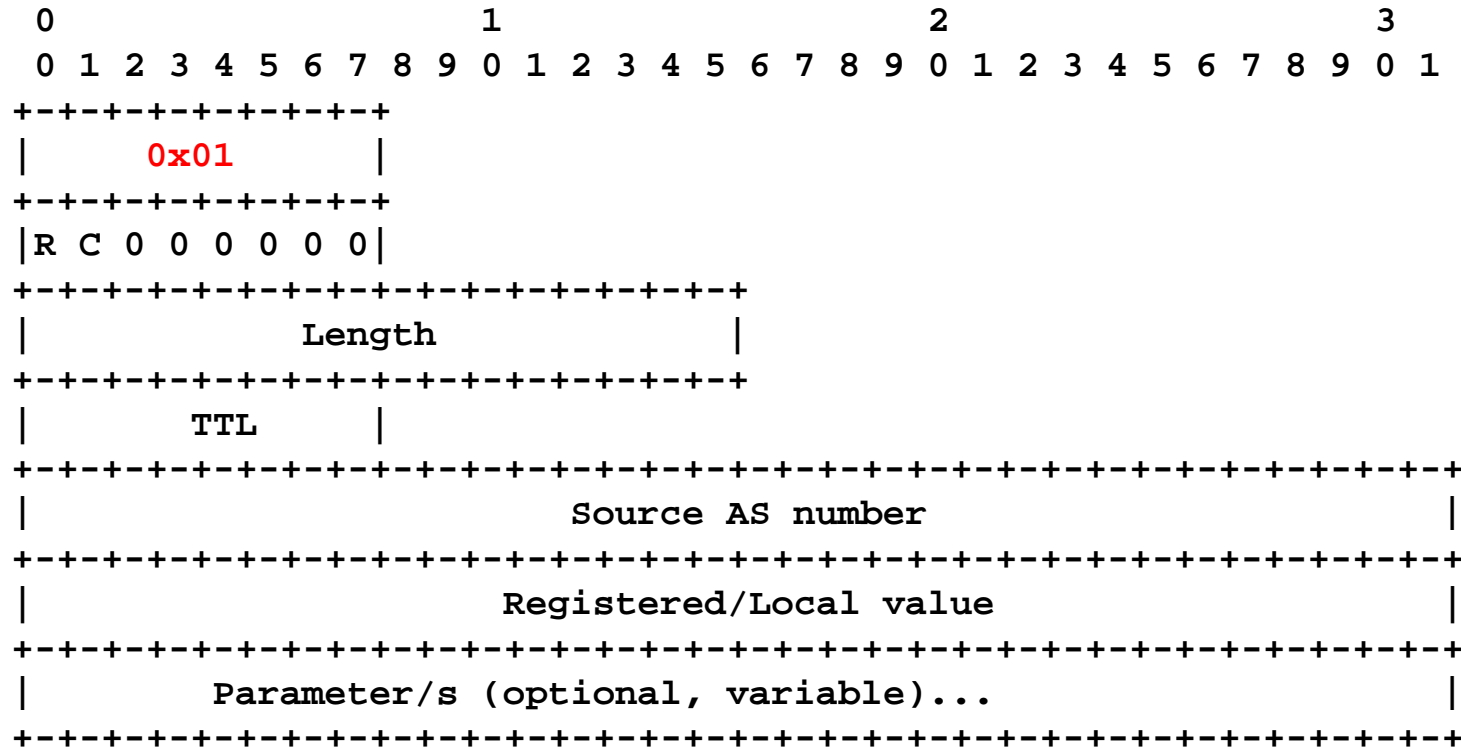 0                   1                   2                   3
 0 1 2 3 4 5 6 7 8 9 0 1 2 3 4 5 6 7 8 9 0 1 2 3 4 5 6 7 8 9 0 1
+-+-+-+-+-+-+-+-+
|     0x01      |
+-+-+-+-+-+-+-+-+
|R C 0 0 0 0 0 0|
+-+-+-+-+-+-+-+-+-+-+-+-+-+-+-+-+
|            Length             |
+-+-+-+-+-+-+-+-+-+-+-+-+-+-+-+-+
|       TTL     |
+-+-+-+-+-+-+-+-+-+-+-+-+-+-+-+-+-+-+-+-+-+-+-+-+-+-+-+-+-+-+-+-+
|                        Source AS number                       |
+-+-+-+-+-+-+-+-+-+-+-+-+-+-+-+-+-+-+-+-+-+-+-+-+-+-+-+-+-+-+-+-+
|                     Registered/Local value                    |
+-+-+-+-+-+-+-+-+-+-+-+-+-+-+-+-+-+-+-+-+-+-+-+-+-+-+-+-+-+-+-+-+
|        Parameter/s (optional, variable)...                    |
+-+-+-+-+-+-+-+-+-+-+-+-+-+-+-+-+-+-+-+-+-+-+-+-+-+-+-+-+-+-+-+-+